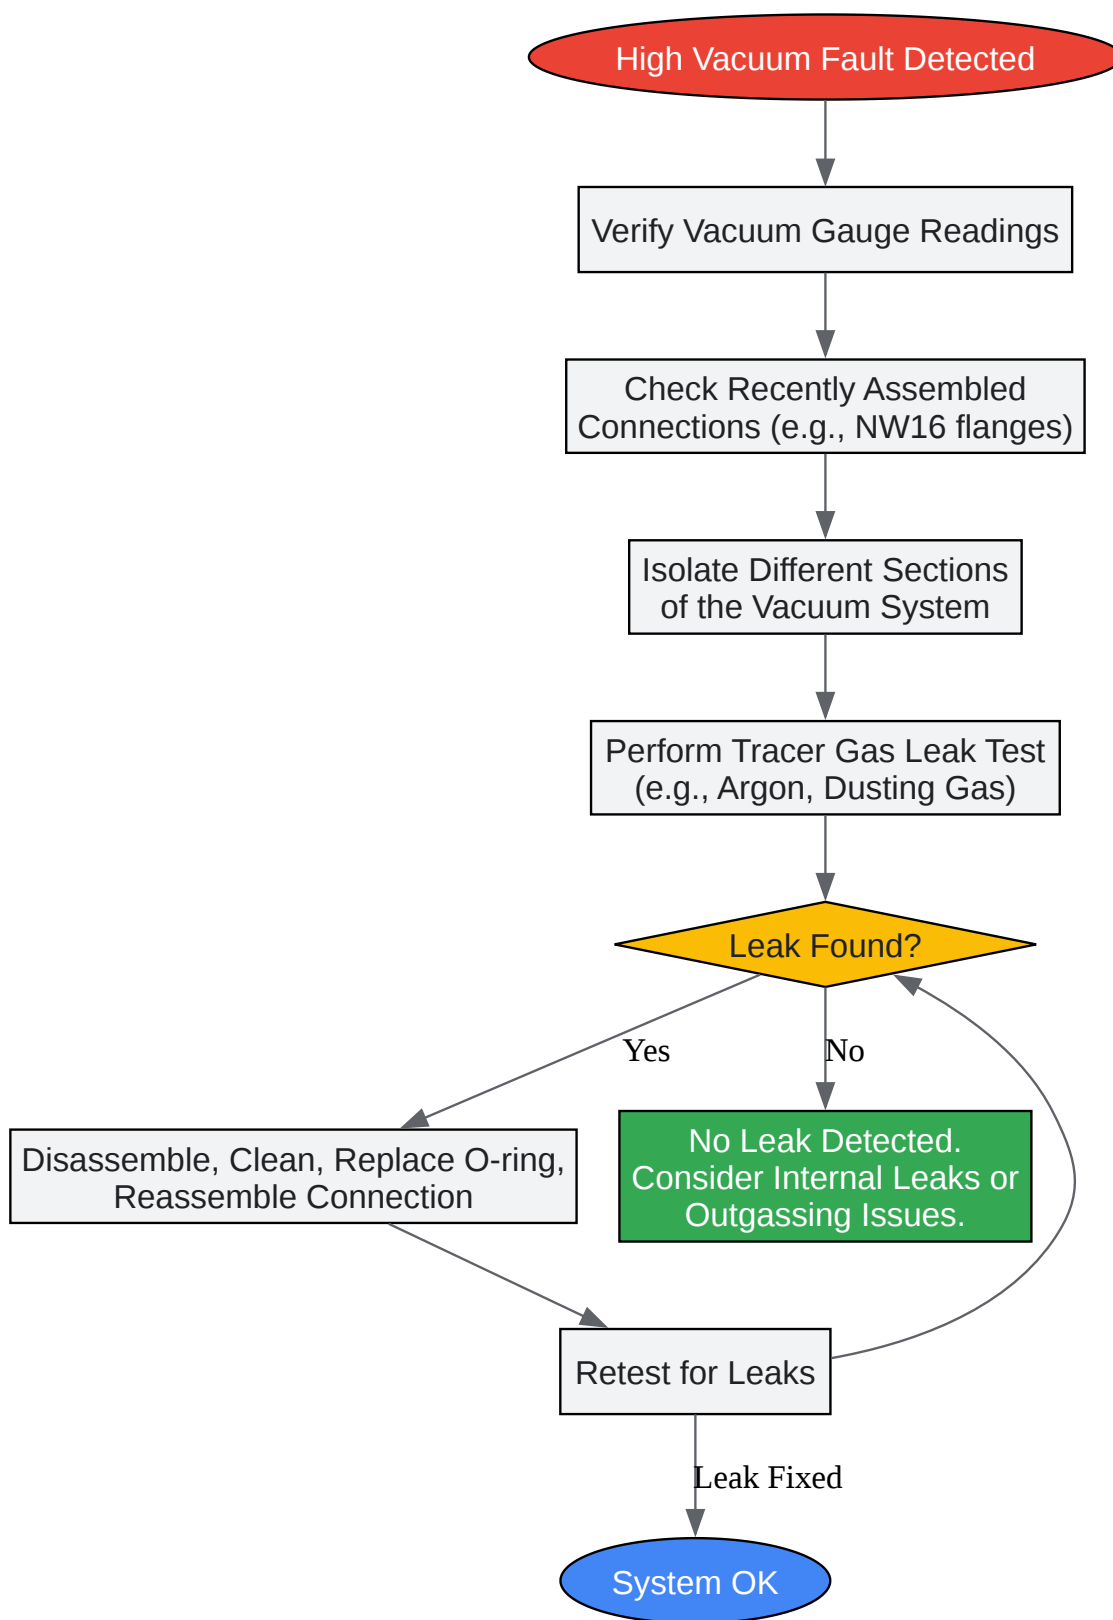 High Vacuum Fault Detected
Verify Vacuum Gauge Readings
Check Recently Assembled
Connections (e.g., NW16 flanges)
Isolate Different Sections
of the Vacuum System
Perform Tracer Gas Leak Test
(e.g., Argon, Dusting Gas)
Leak Found?
Yes
No
Disassemble, Clean, Replace O-ring,
Reassemble Connection
No Leak Detected.
Consider Internal Leaks or
Outgassing Issues.
Retest for Leaks
Leak Fixed
System OK